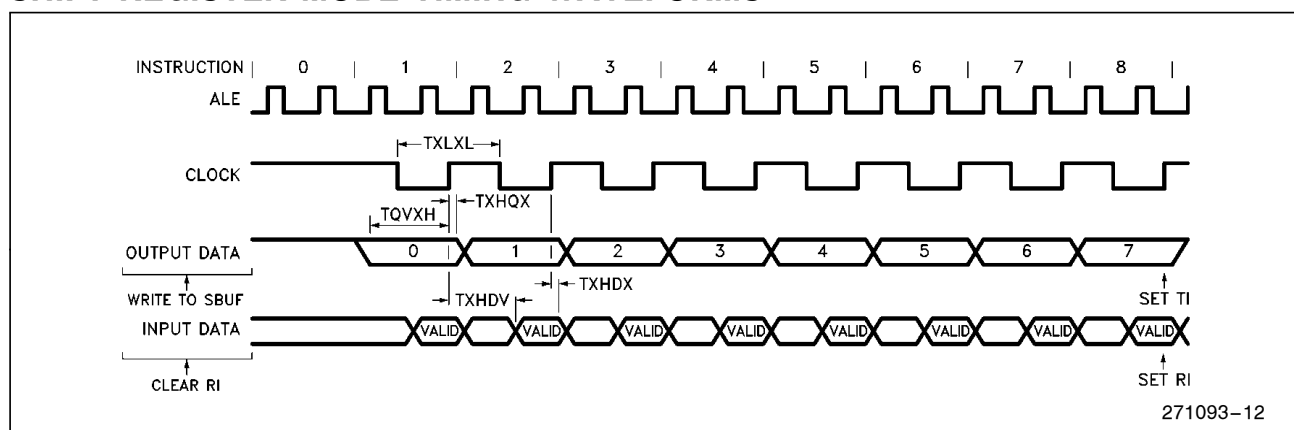 SHIFT REGISTER MODE TIMING WAVEFORMS
INSTRUCTION | 0 | 1 | 2 | 3 | 4 | 5 | 6 | 7 | 8 |
ALE
TXLXL
CLOCK
TXHQX
TQVXH
OUTPUT DATA 0 1 2 3 4 5 6 7
TXHDX
WRITE TO SBUF TXHDV SET TI
INPUT DATA VALID VALID VALID VALID VALID VALID VALID VALID
CLEAR RI SET RI
271093-12